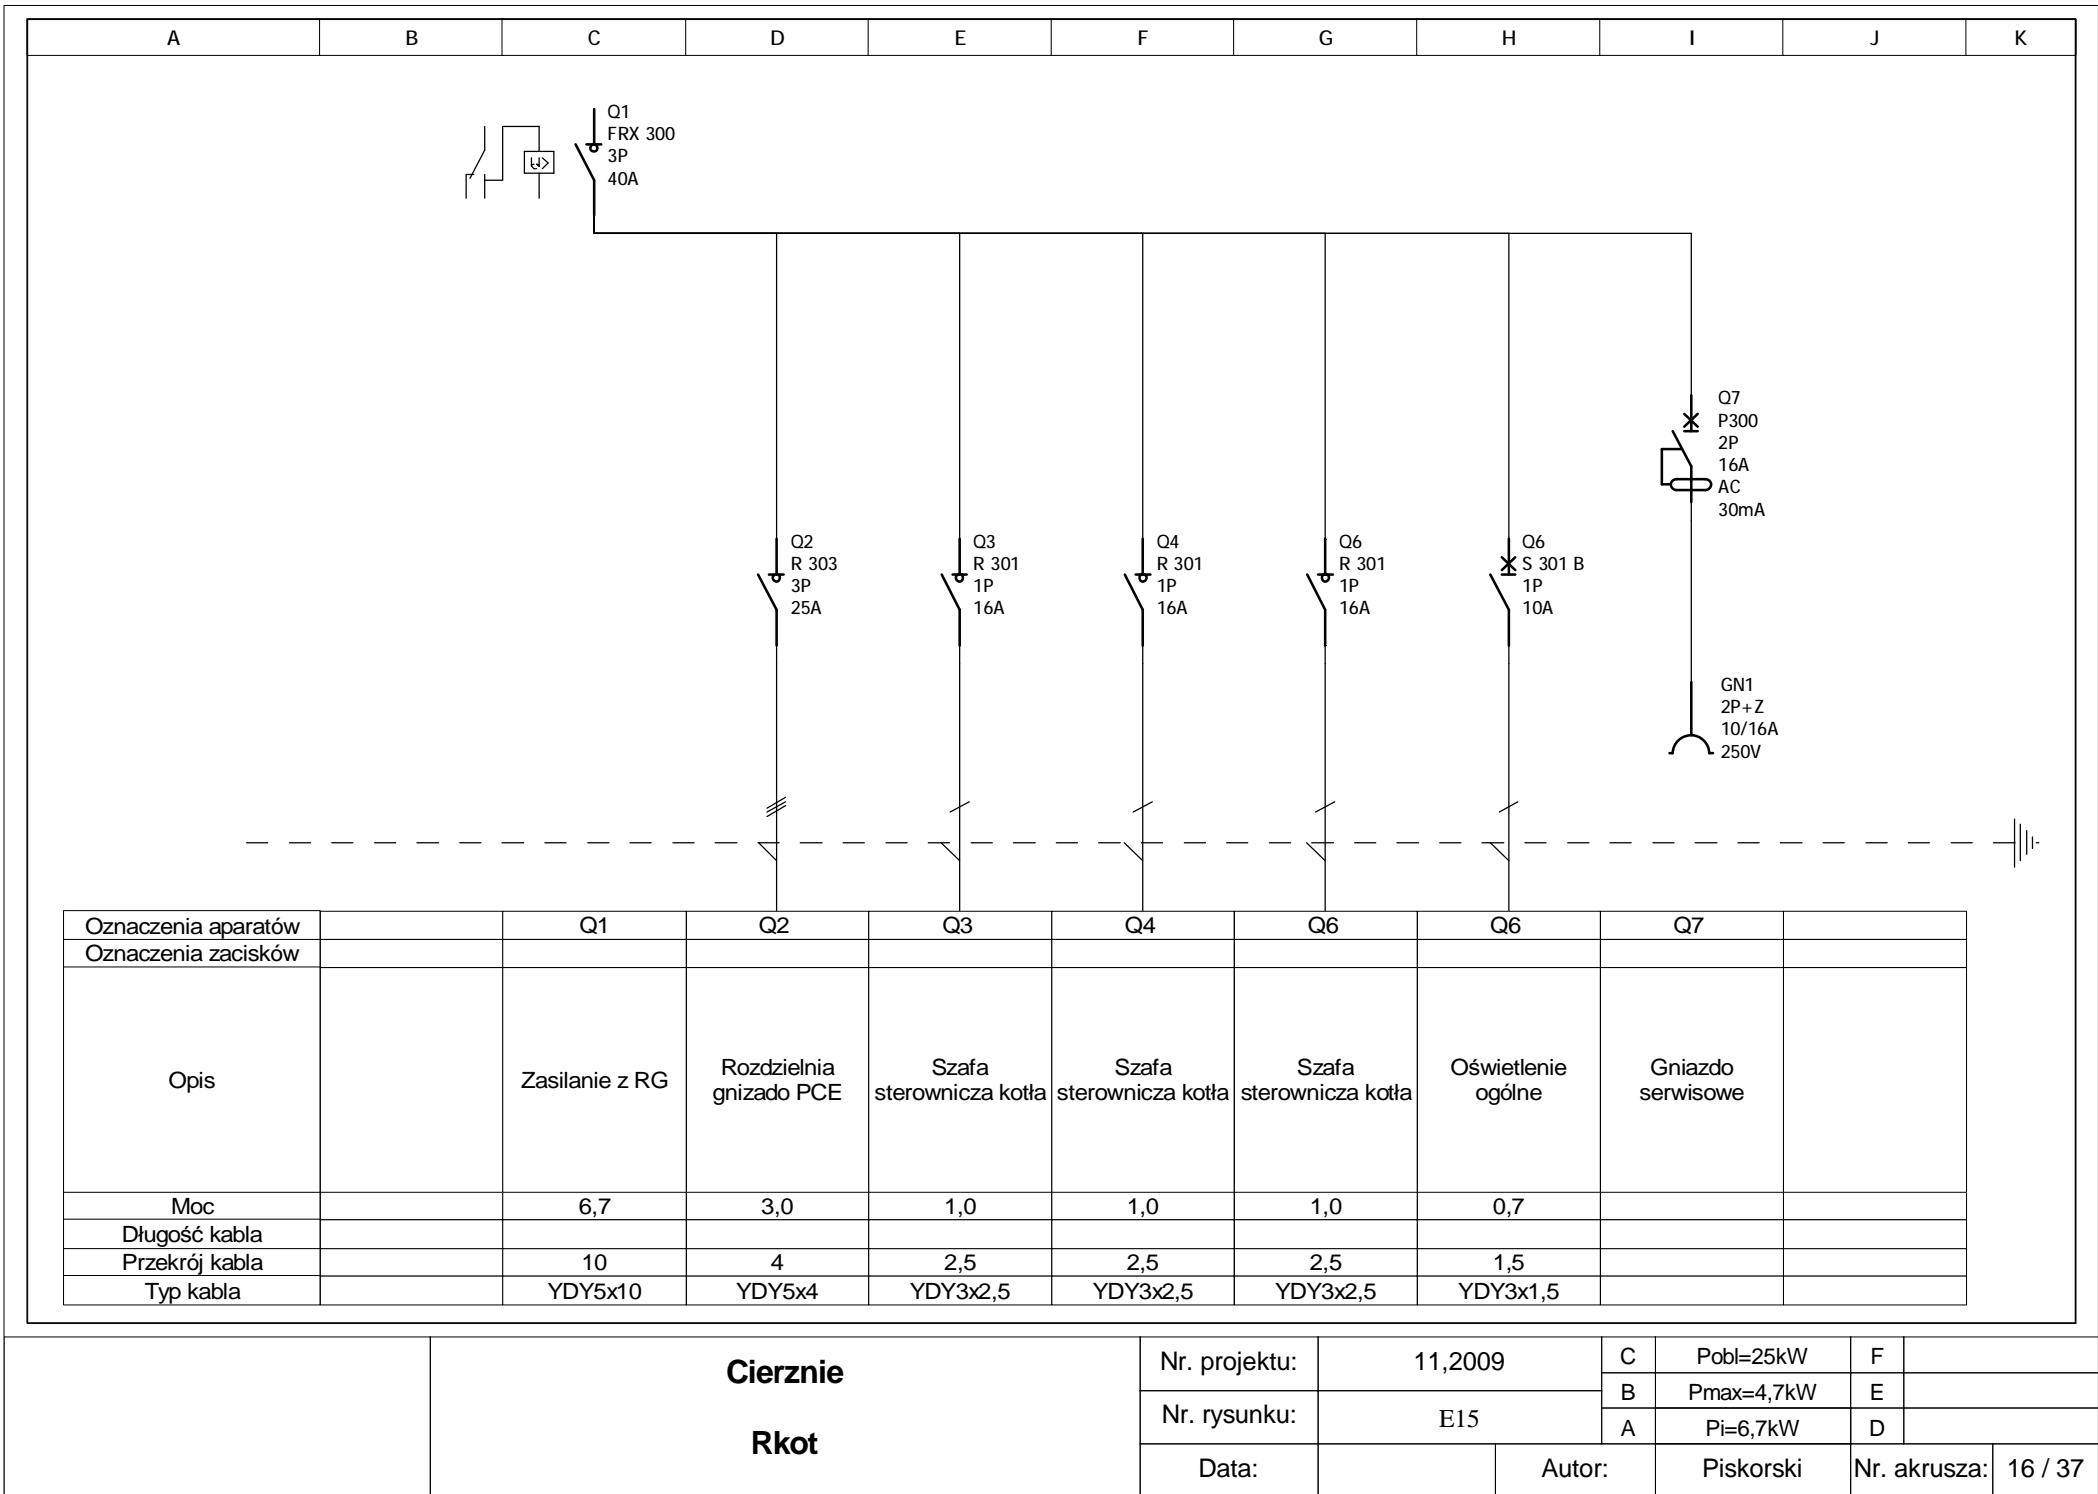 A B C D E F G H I J K
Q1
FRX 300
3P
40A
Q7
P300
2P
16A
AC
30mA
Q2
R 303
3P
25A
Q3
R 301
1P
16A
Q4
R 301
1P
16A
Q6
R 301
1P
16A
Q6
S 301 B
1P
10A
GN1
2P+Z
10/16A
250V
Oznaczenia aparatów Q1 Q2 Q3 Q4 Q6 Q6 Q7
Oznaczenia zacisków
Opis
Zasilanie z RG
Rozdzielnia
gnizado PCE
Szafa
sterownicza kotła
Szafa
sterownicza kotła
Szafa
sterownicza kotła
Oświetlenie
ogólne
Gniazdo
serwisowe
Moc 6,7 3,0 1,0 1,0 1,0 0,7
Długość kabla
Przekrój kabla 10 4 2,5 2,5 2,5 1,5
Typ kabla YDY5x10 YDY5x4 YDY3x2,5 YDY3x2,5 YDY3x2,5 YDY3x1,5
Cierznie
Rkot
Nr. projektu: 11,2009
Nr. rysunku: E15
C Pobl=25kW F
B Pmax=4,7kW E
A Pi=6,7kW D
Data: Autor: Piskorski Nr. akrusza: 16 / 37